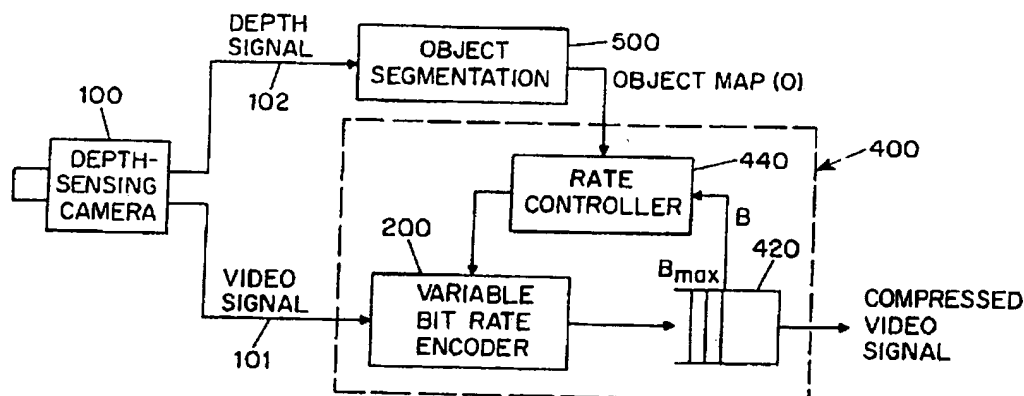 DEPTH
SIGNAL
102
OBJECT
SEGMENTATION
500
OBJECT MAP (O)
100
DEPTH-
SENSING
CAMERA
400
RATE
CONTROLLER
440
B
200
Bmax
420
VIDEO
SIGNAL
101
VARIABLE
BIT RATE
ENCODER
COMPRESSED
VIDEO
SIGNAL